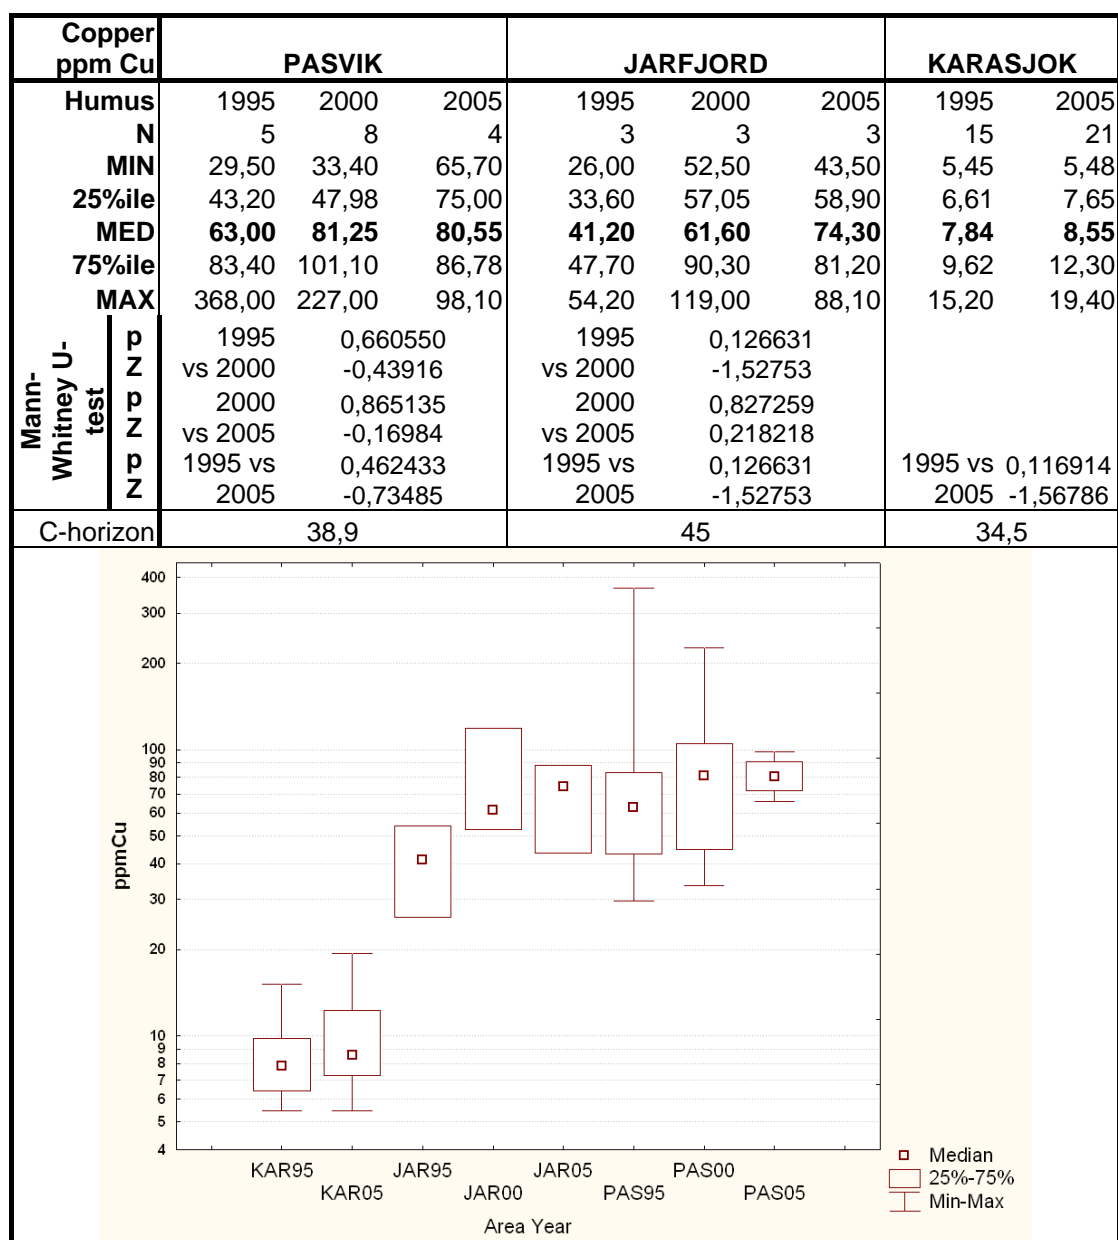 Copper
ppm Cu PASVIK JARFJORD KARASJOK
Humus 1995 2000 2005 1995 2000 2005 1995 2005
N 5 8 4 3 3 3 15 21
MIN 29,50 33,40 65,70 26,00 52,50 43,50 5,45 5,48
25%ile 43,20 47,98 75,00 33,60 57,05 58,90 6,61 7,65
MED 63,00 81,25 80,55 41,20 61,60 74,30 7,84 8,55
75%ile 83,40 101,10 86,78 47,70 90,30 81,20 9,62 12,30
MAX 368,00 227,00 98,10 54,20 119,00 88,10 15,20 19,40
Mann-
Whitney U-
test
p 1995 0,660550 1995 0,126631
Z vs 2000 -0,43916 vs 2000 -1,52753
p 2000 0,865135 2000 0,827259
Z vs 2005 -0,16984 vs 2005 0,218218
p 1995 vs 0,462433 1995 vs 0,126631 1995 vs 0,116914
Z 2005 -0,73485 2005 -1,52753 2005 -1,56786
C-horizon 38,9 45 34,5
400
300
200
100
90
80
70
60
50
40
30
20
10
9
8
7
6
5
4
ppmCu
KAR95 JAR95 JAR05 PAS00
KAR05 JAR00 PAS95 PAS05
Area Year
Median
25%-75%
Min-Max